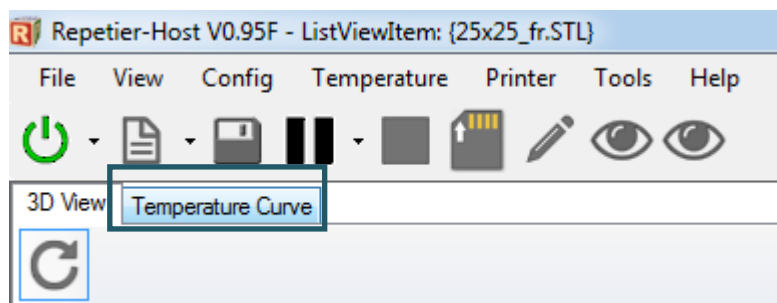 Repetier-Host V0.95F - ListViewItem: {25x25_fr.STL}
File View Config Temperature Printer Tools Help
3D View Temperature Curve